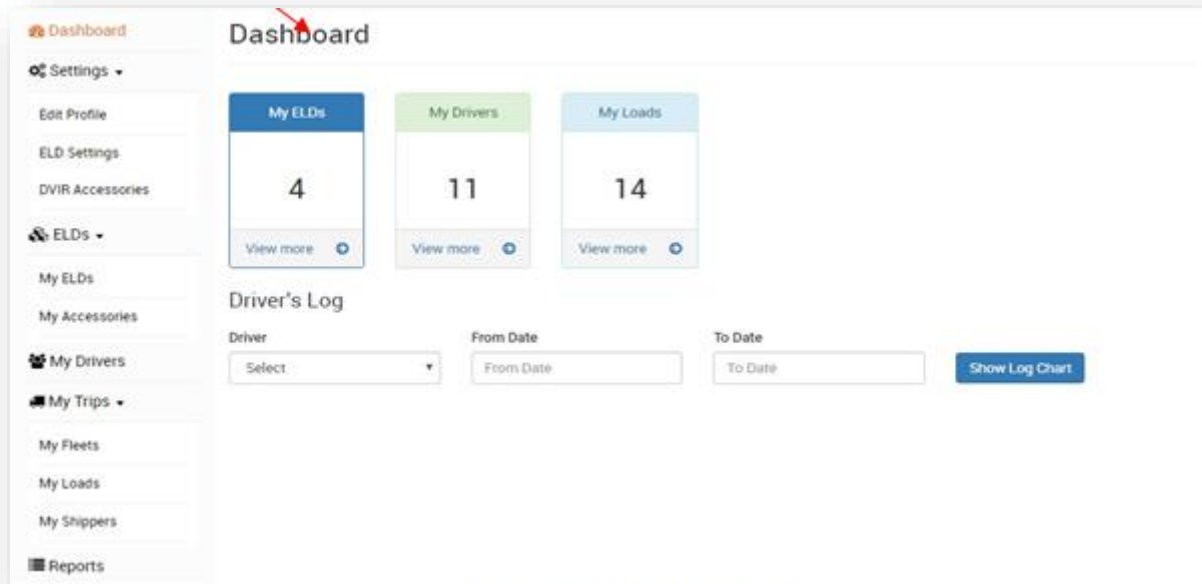 Dashboard
Settings
Edit Profile
ELD Settings
DVIR Accessories
ELDs
My ELDs
My Accessories
My Drivers
My Trips
My Fleets
My Loads
My Shippers
Reports
Dashboard
My ELDs
4
View more
My Drivers
11
View more
My Loads
14
View more
Driver's Log
Driver
Select
From Date
From Date
To Date
To Date
Show Log Chart